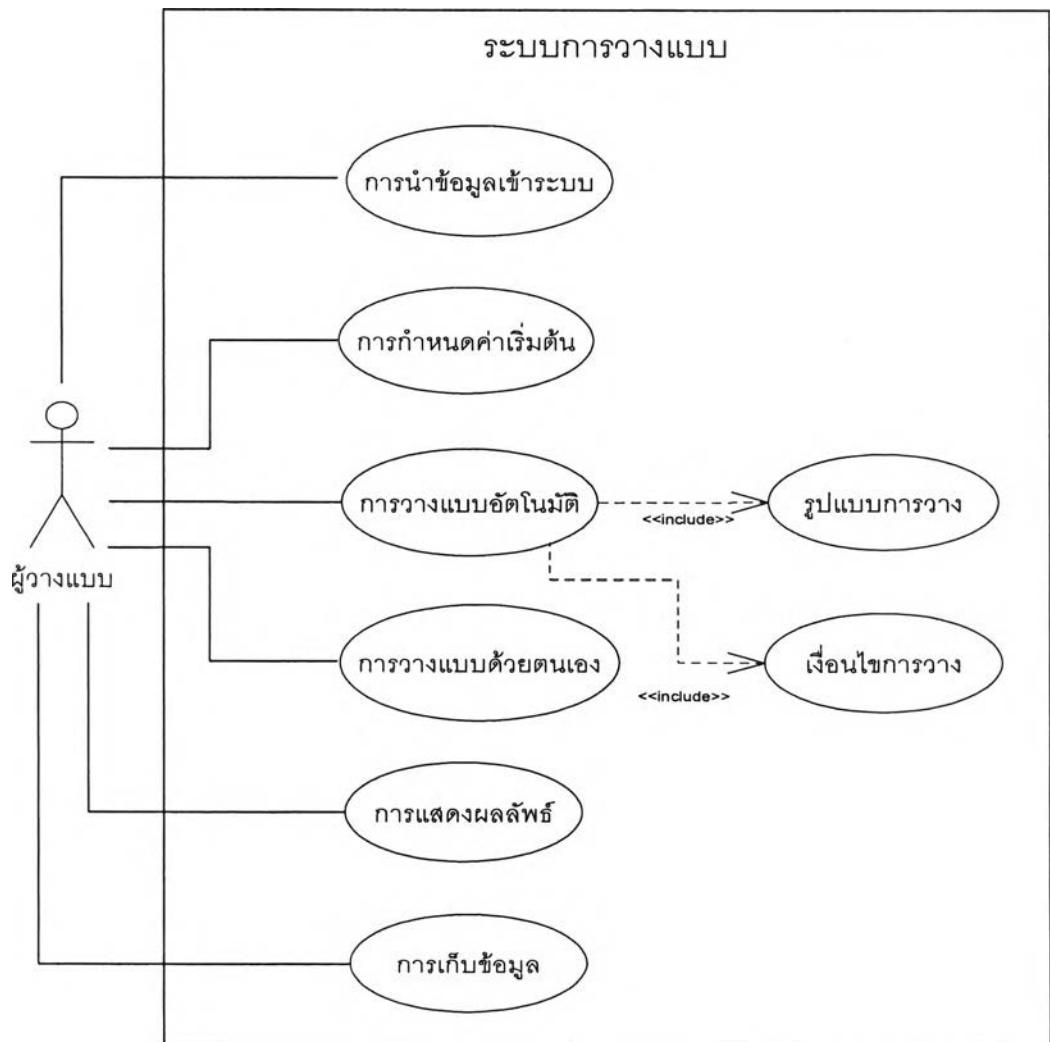 ระบบการวางแบบ
การนำข้อมูลเข้าระบบ
การกำหนดค่าเริ่มต้น
การวางแบบอัตโนมัติ
<<include>>
รูปแบบการวาง
ผู้วางแบบ
การวางแบบด้วยตนเอง
<<include>>
เงื่อนไขการวาง
การแสดงผลลัพธ์
การเก็บข้อมูล